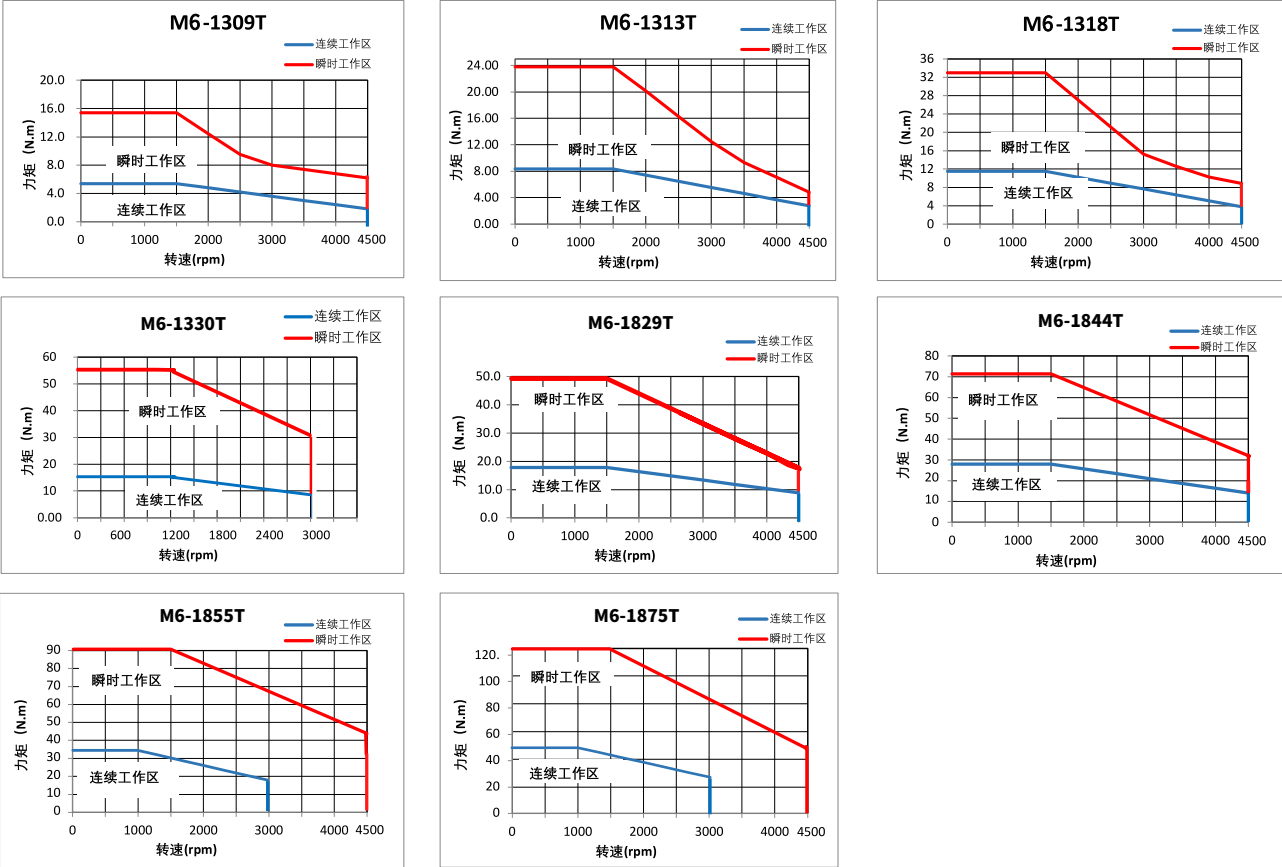 M6-1309T
连续工作区
瞬时工作区
20.0
16.0
12.0
8.0
4.0
0.0
力矩 (N.m)
瞬时工作区
连续工作区
0 1000 2000 3000 4500
转速(rpm)
M6-1313T
连续工作区
瞬时工作区
24.00
20.00
16.00
12.00
8.00
4.00
0.00
力矩 (N.m)
瞬时工作区
连续工作区
0 1000 2000 3000 4000 4500
转速(rpm)
M6-1318T
连续工作区
瞬时工作区
36
32
28
24
20
16
12
8
4
0
力矩 (N.m)
瞬时工作区
连续工作区
0 1000 2000 3000 4000 4500
转速(rpm)
M6-1330T
连续工作区
瞬时工作区
60
50
40
30
20
10
0.00
力矩 (N.m)
瞬时工作区
连续工作区
0 600 1200 2400 3000
转速(rpm)
M6-1829T
连续工作区
瞬时工作区
50.0
40.0
30.0
20.0
10.0
0.0
力矩 (N.m)
瞬时工作区
连续工作区
0 1000 2000 3000 4000 4500
转速(rpm)
M6-1844T
连续工作区
瞬时工作区
80
70
60
50
40
30
20
10
0
力矩 (N.m)
瞬时工作区
连续工作区
0 1000 2000 3000 4000 4500
转速(rpm)
M6-1855T
连续工作区
瞬时工作区
90
80
70
60
50
40
30
20
10
0
力矩 (N.m)
瞬时工作区
连续工作区
0 1000 2000 3000 4000 4500
转速(rpm)
M6-1875T
连续工作区
瞬时工作区
120.
100
80
60
40
20
0
力矩 (N.m)
瞬时工作区
连续工作区
0 1000 2000 3000 4000 4500
转速(rpm)